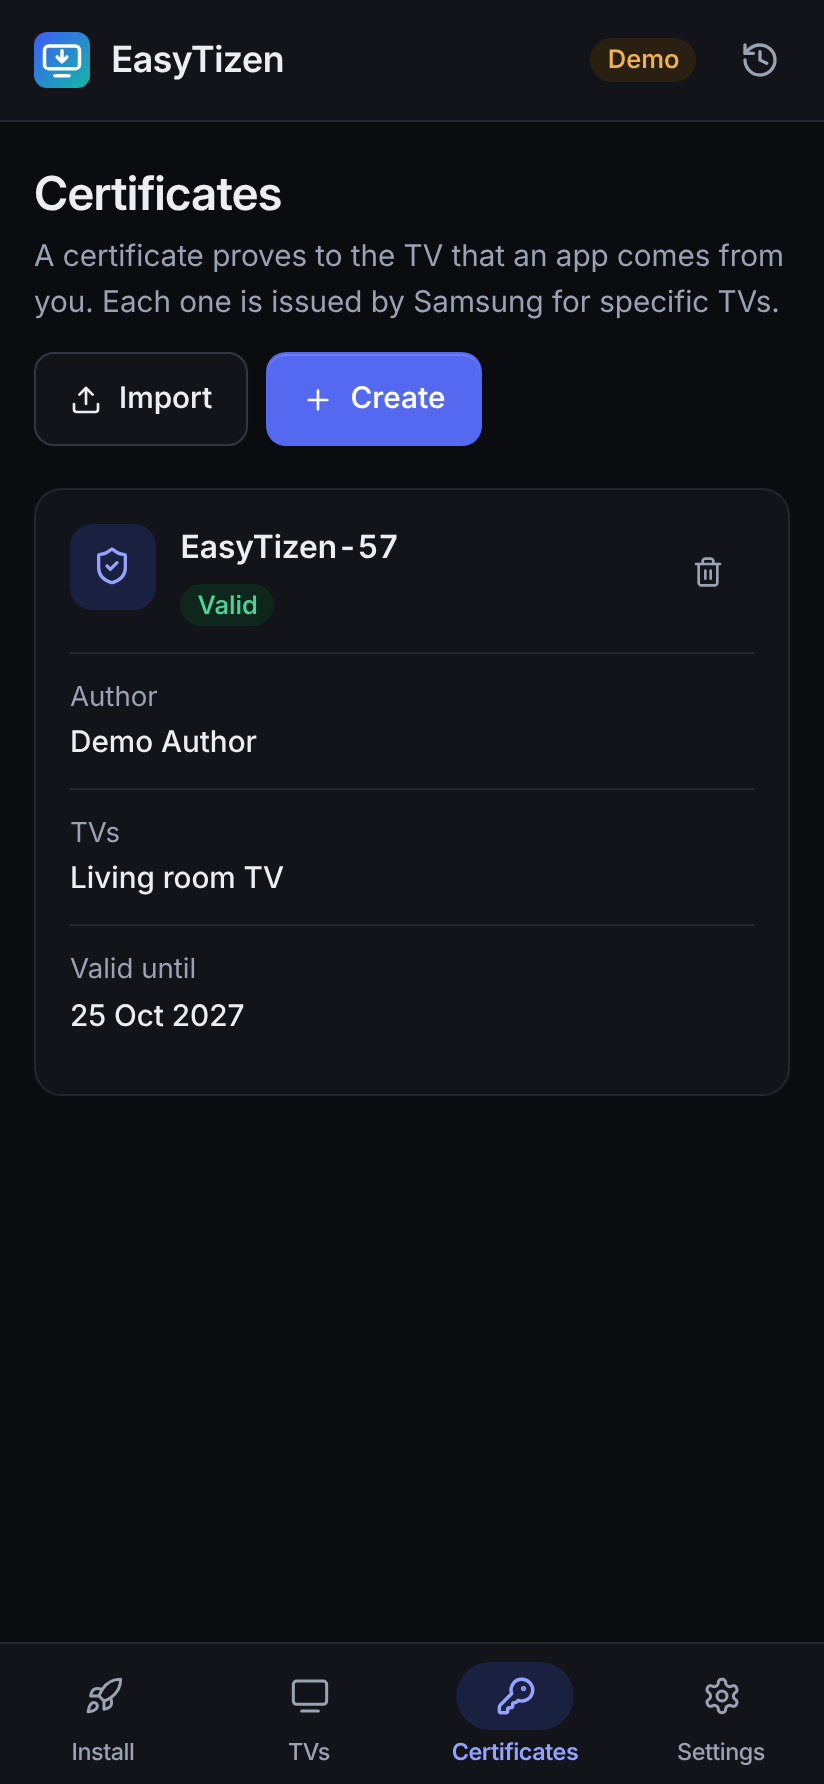 EasyTizen
Demo
Certificates
A certificate proves to the TV that an app comes from
you. Each one is issued by Samsung for specific TVs.
Import
Create
EasyTizen-57
Valid
Author
Demo Author
TVs
Living room TV
Valid until
25 Oct 2027
Install
TVs
Certificates
Settings